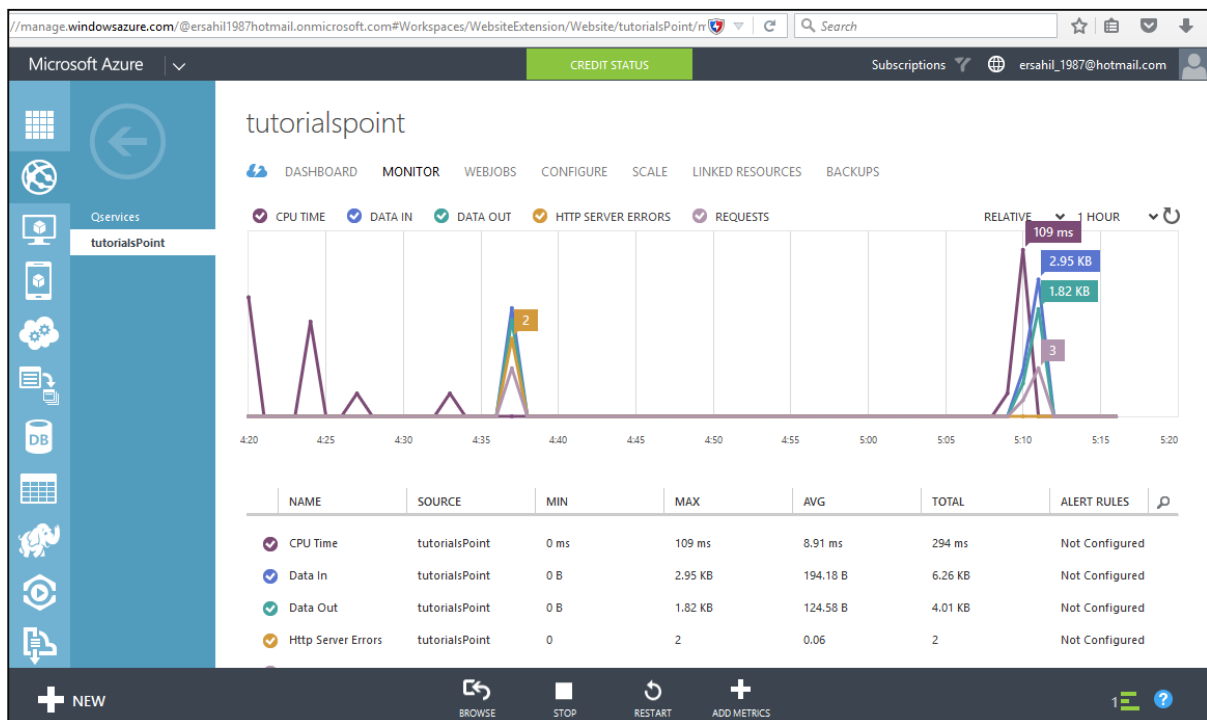 //manage.windowsazure.com/@ersahil1987hotmail.onmicrosoft.com#Workspaces/WebsiteExtension/Website/tutorialsPoint/m
Search
Microsoft Azure
CREDIT STATUS
Subscriptions
ersahil_1987@hotmail.com
tutorialspoint
DASHBOARD MONITOR WEBJOBS CONFIGURE SCALE LINKED RESOURCES BACKUPS
Qservices
tutorialsPoint
CPU TIME DATA IN DATA OUT HTTP SERVER ERRORS REQUESTS RELATIVE 1 HOUR
109 ms
2.95 KB
1.82 KB
2
3
4:20 4:25 4:30 4:35 4:40 4:45 4:50 4:55 5:00 5:05 5:10 5:15 5:20
NAME SOURCE MIN MAX AVG TOTAL ALERT RULES
CPU Time tutorialsPoint 0 ms 109 ms 8.91 ms 294 ms Not Configured
Data In tutorialsPoint 0 B 2.95 KB 194.18 B 6.26 KB Not Configured
Data Out tutorialsPoint 0 B 1.82 KB 124.58 B 4.01 KB Not Configured
Http Server Errors tutorialsPoint 0 2 0.06 2 Not Configured
DB
NEW
BROWSE
STOP
RESTART
ADD METRICS
1
?